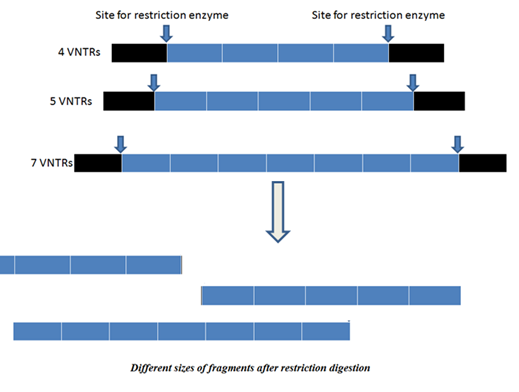 Site for restriction enzyme
Site for restriction enzyme
4 VNTRs
5 VNTRs
7 VNTRs
Different sizes of fragments after restriction digestion